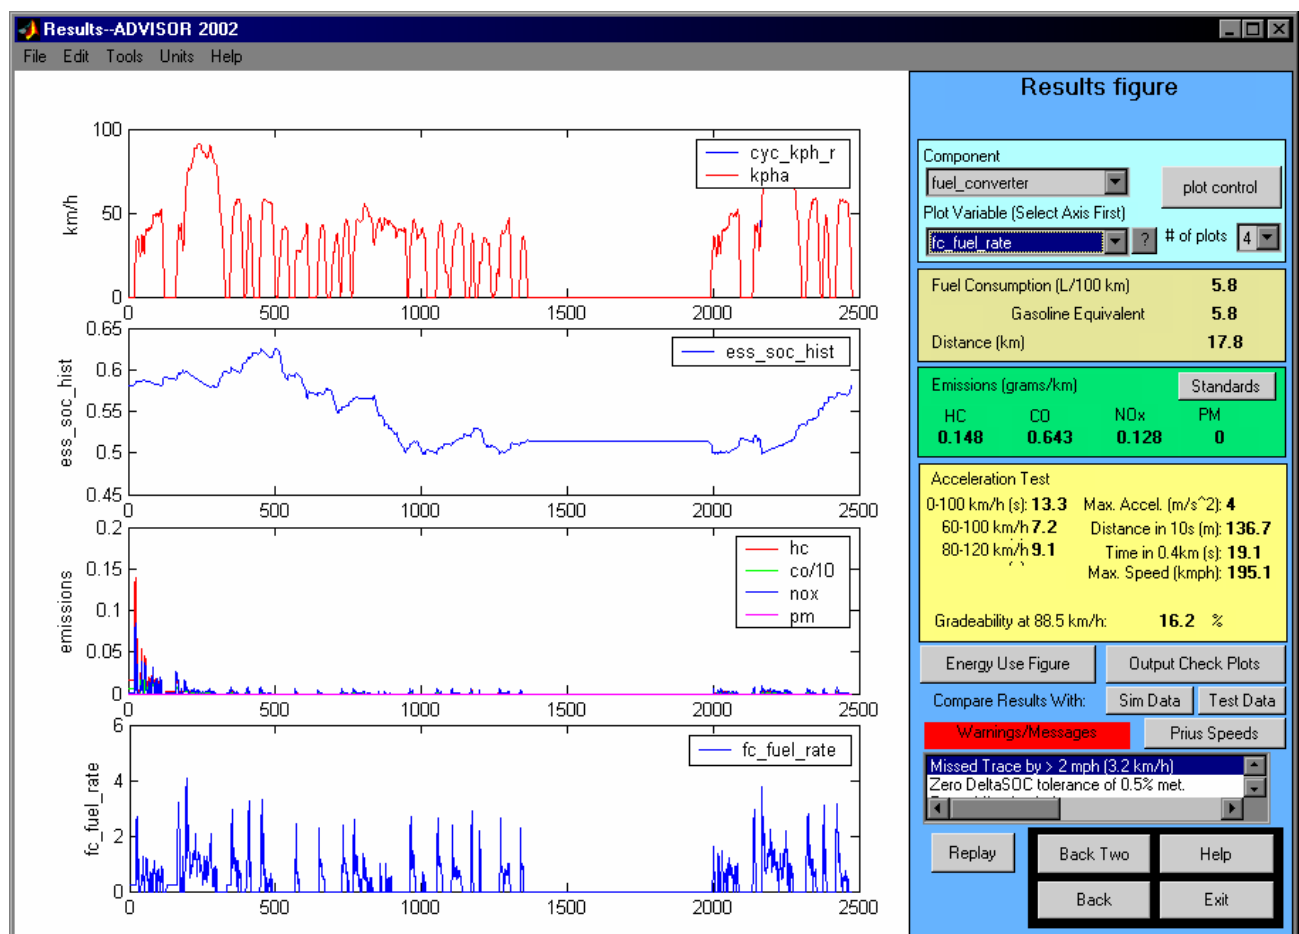 Results--ADVISOR 2002
File Edit Tools Units Help
100
50
0
km/h
cyc_kph_r
kpha
0 500 1000 1500 2000 2500
0.65
0.6
0.55
0.5
0.45
ess_soc_hist
ess_soc_hist
0 500 1000 1500 2000 2500
0.2
0.15
0.1
0.05
0
emissions
hc
co/10
nox
pm
0 500 1000 1500 2000 2500
6
4
2
0
fc_fuel_rate
fc_fuel_rate
0 500 1000 1500 2000 2500
Results figure
Component
fuel_converter
plot control
Plot Variable (Select Axis First)
fc_fuel_rate ? # of plots 4
Fuel Consumption (L/100 km) 5.8
Gasoline Equivalent 5.8
Distance (km) 17.8
Emissions (grams/km) Standards
HC CO NOx PM
0.148 0.643 0.128 0
Acceleration Test
0-100 km/h (s): 13.3 Max. Accel. (m/s^2): 4
60-100 km/h 7.2 Distance in 10s (m): 136.7
80-120 km/h 9.1 Time in 0.4km (s): 19.1
Max. Speed (kmph): 195.1
Gradeability at 88.5 km/h: 16.2 %
Energy Use Figure Output Check Plots
Compare Results With: Sim Data Test Data
Warnings/Messages Prius Speeds
Missed Trace by > 2 mph (3.2 km/h)
Zero DeltaSOC tolerance of 0.5% met.
Replay Back Two Help
Back Exit